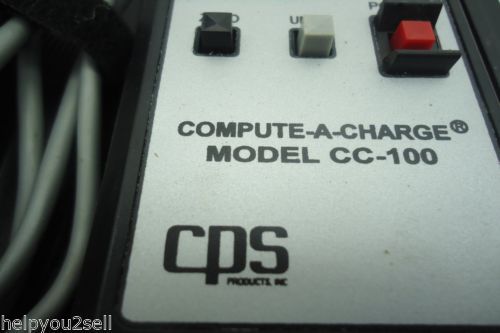 COMPUTE-A-CHARGE®
MODEL CC-100
cps
PRODUCTS, INC
helpyou2sell